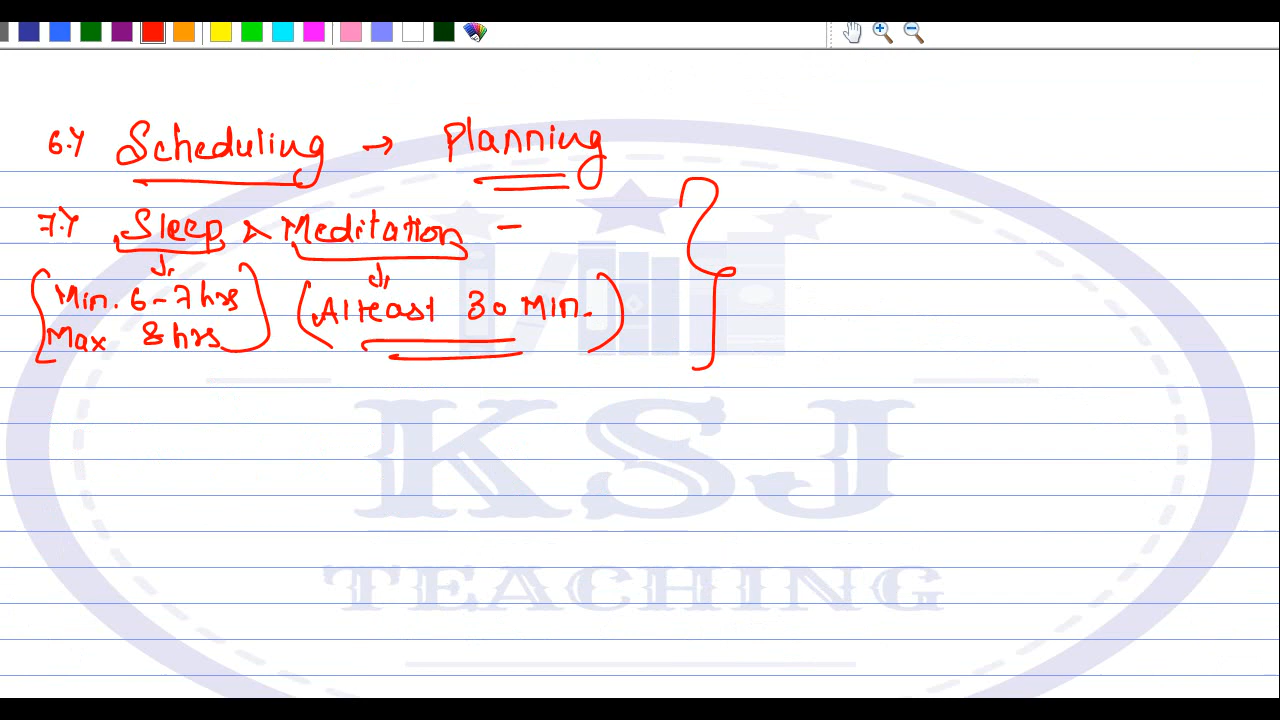 6.) Scheduling → Planning
7.) Sleep & Meditation -
Min. 6-7 hrs
Max 8 hrs
(Atleast 30 Min.)
KSJ
TEACHING